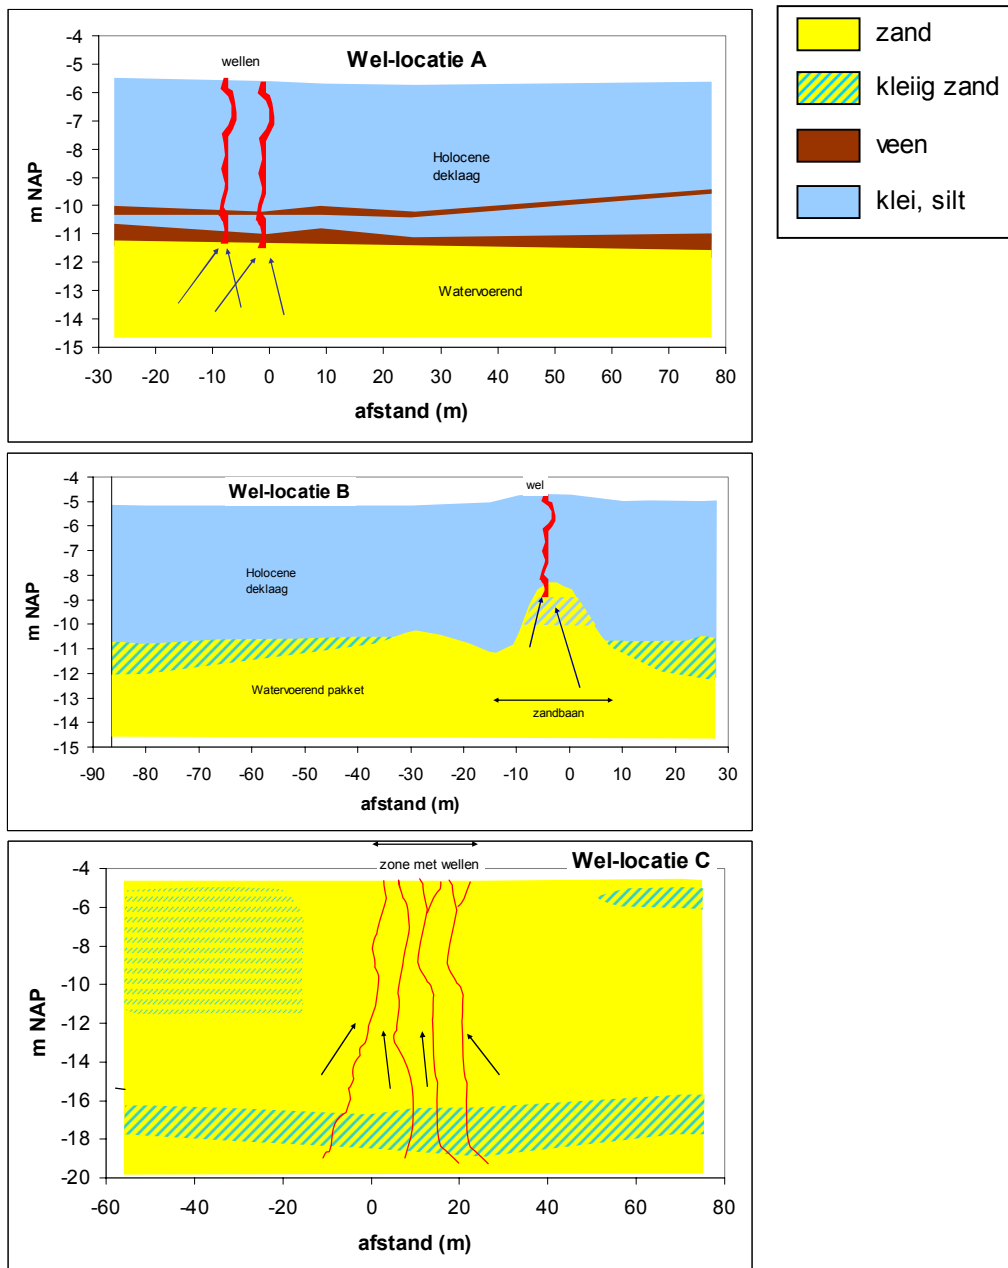 Wel-locatie A
wellen
-4
-5
-6
-7
-8
-9
-10
-11
-12
-13
-14
-15
m NAP
Holocene
deklaag
Watervoerend
-30 -20 -10 0 10 20 30 40 50 60 70 80
afstand (m)
zand
kleiig zand
veen
klei, silt
Wel-locatie B
wel
-4
-5
-6
-7
-8
-9
-10
-11
-12
-13
-14
-15
m NAP
Holocene
deklaag
Watervoerend pakket
zandbaan
-90 -80 -70 -60 -50 -40 -30 -20 -10 0 10 20 30
afstand (m)
zone met wellen
Wel-locatie C
-4
-6
-8
-10
-12
-14
-16
-18
-20
m NAP
-60 -40 -20 0 20 40 60 80
afstand (m)